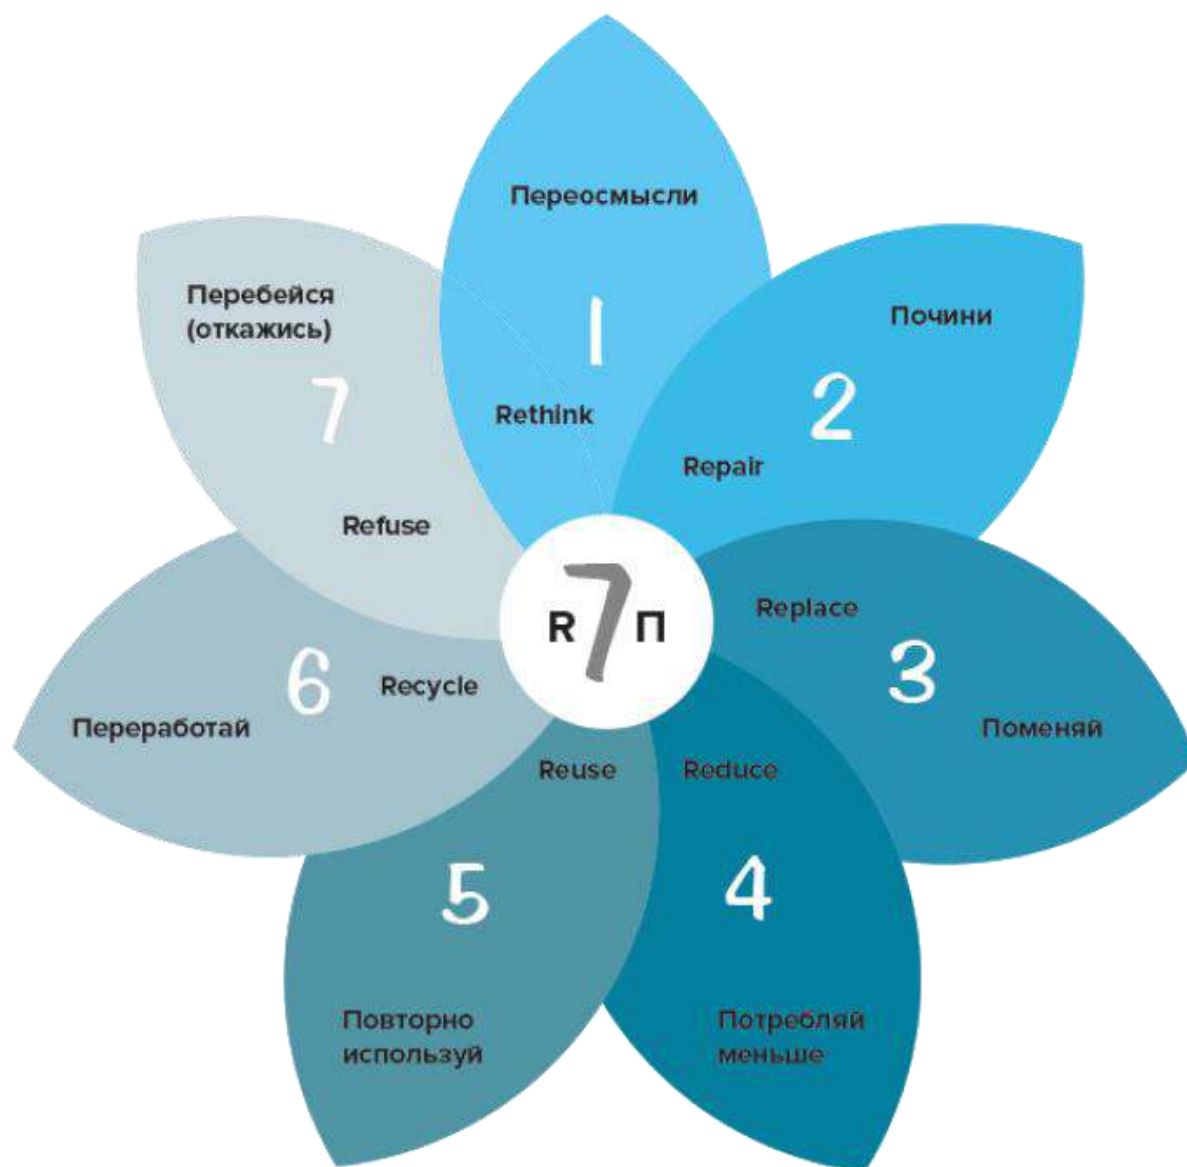 Переосмысли
1
Rethink
Почини
2
Repair
Replace
3
Поменяй
Reduce
4
Потребляй
меньше
Reuse
5
Повторно
используй
Recycle
6
Переработай
Перебейся
(откажись)
7
Refuse
R 7 П